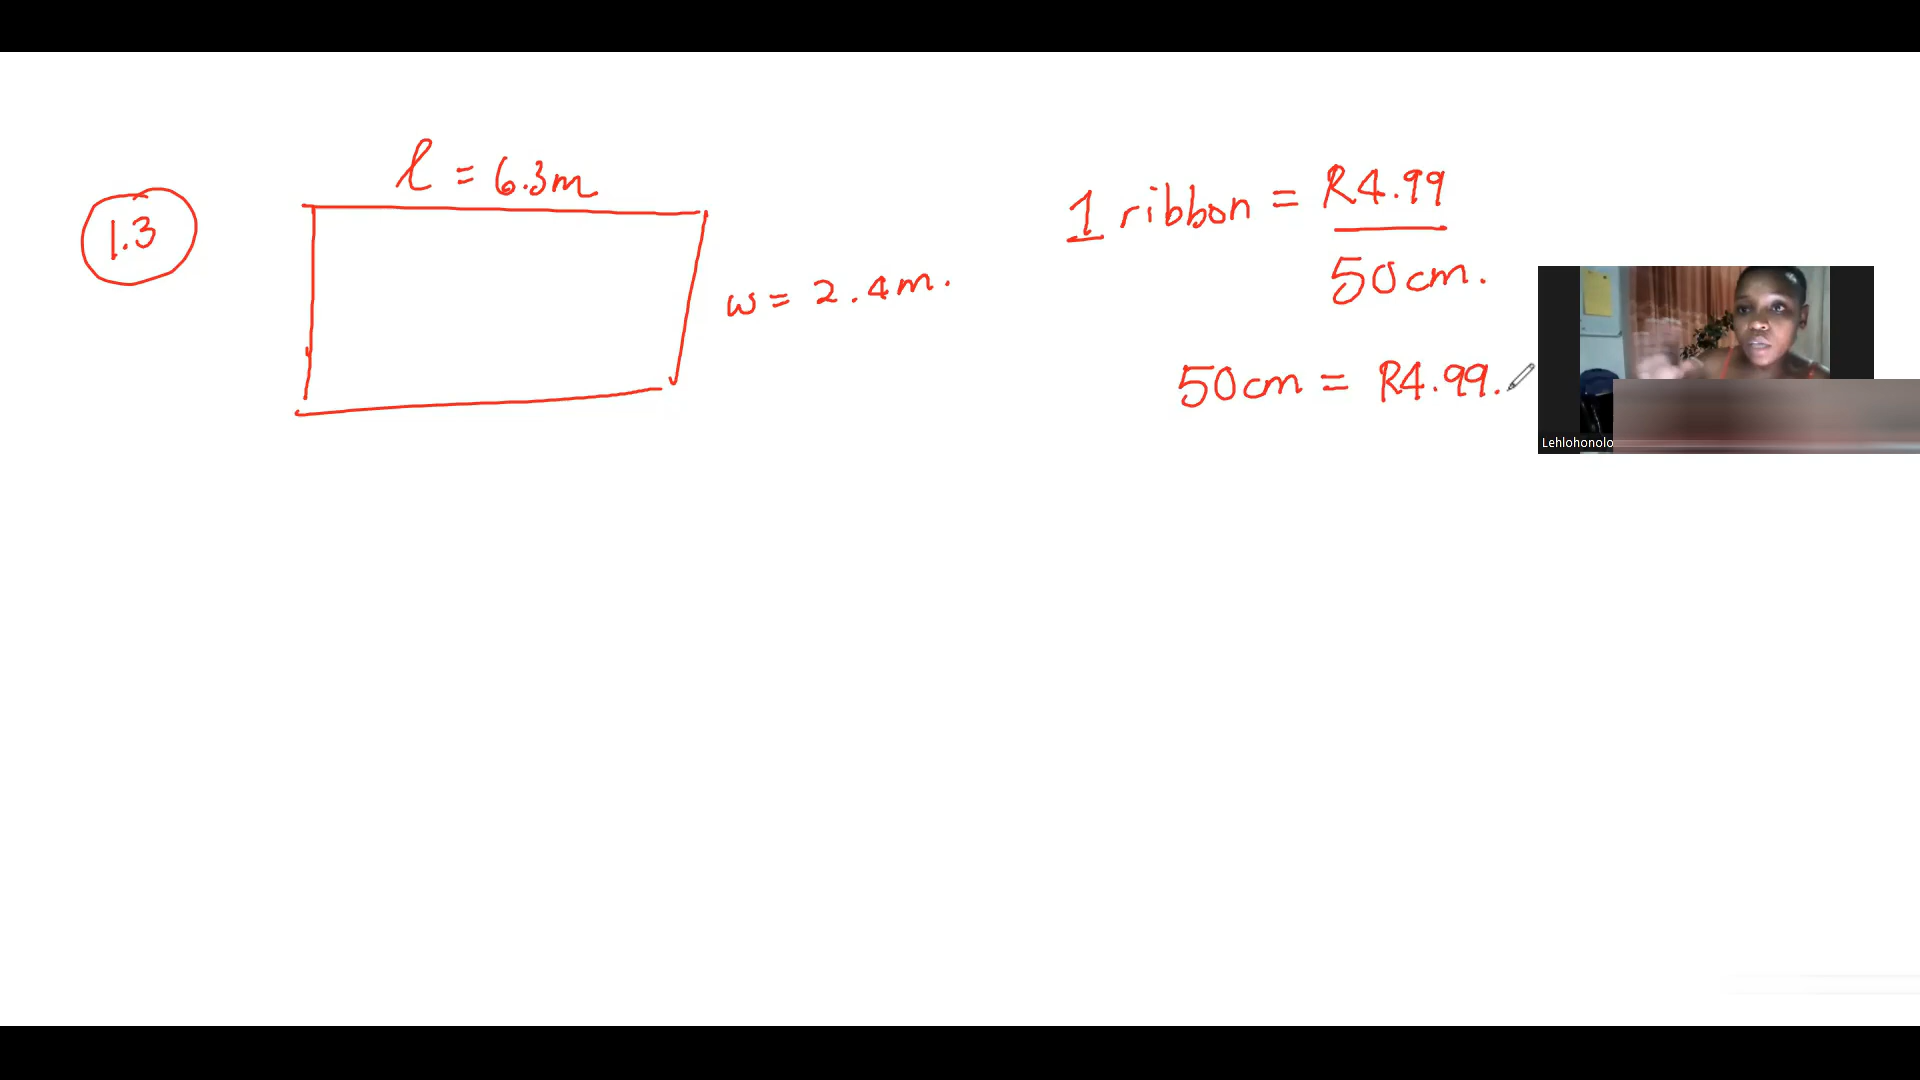 1.3
l = 6.3m
w = 2.4m.
1 ribbon = R4.99
50cm.
50cm = R4.99.
Lehlohonolo